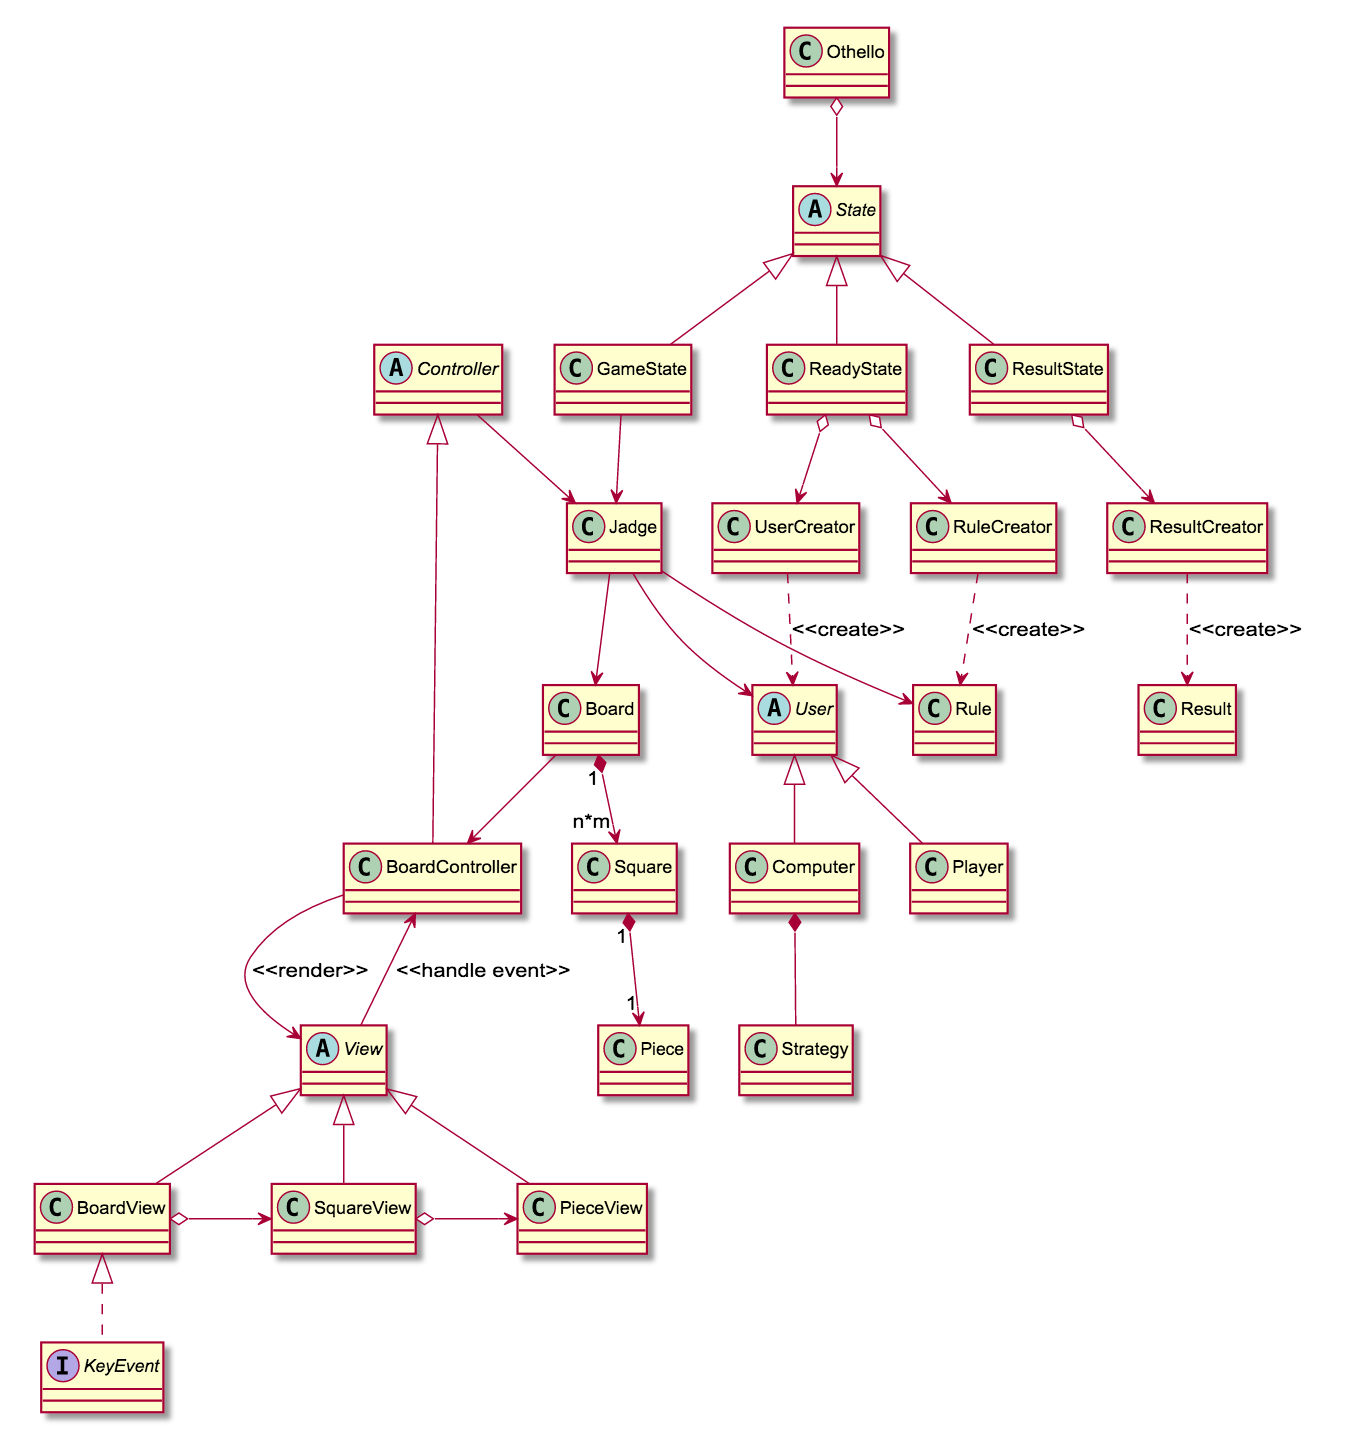 C Othello
A State
A Controller
C GameState
C ReadyState
C ResultState
C Jadge
C UserCreator
C RuleCreator
C ResultCreator
<<create>>
<<create>>
<<create>>
C Board
A User
C Rule
C Result
1
n*m
C BoardController
C Square
C Computer
C Player
1
<<render>>
<<handle event>>
1
A View
C Piece
C Strategy
C BoardView
C SquareView
C PieceView
I KeyEvent